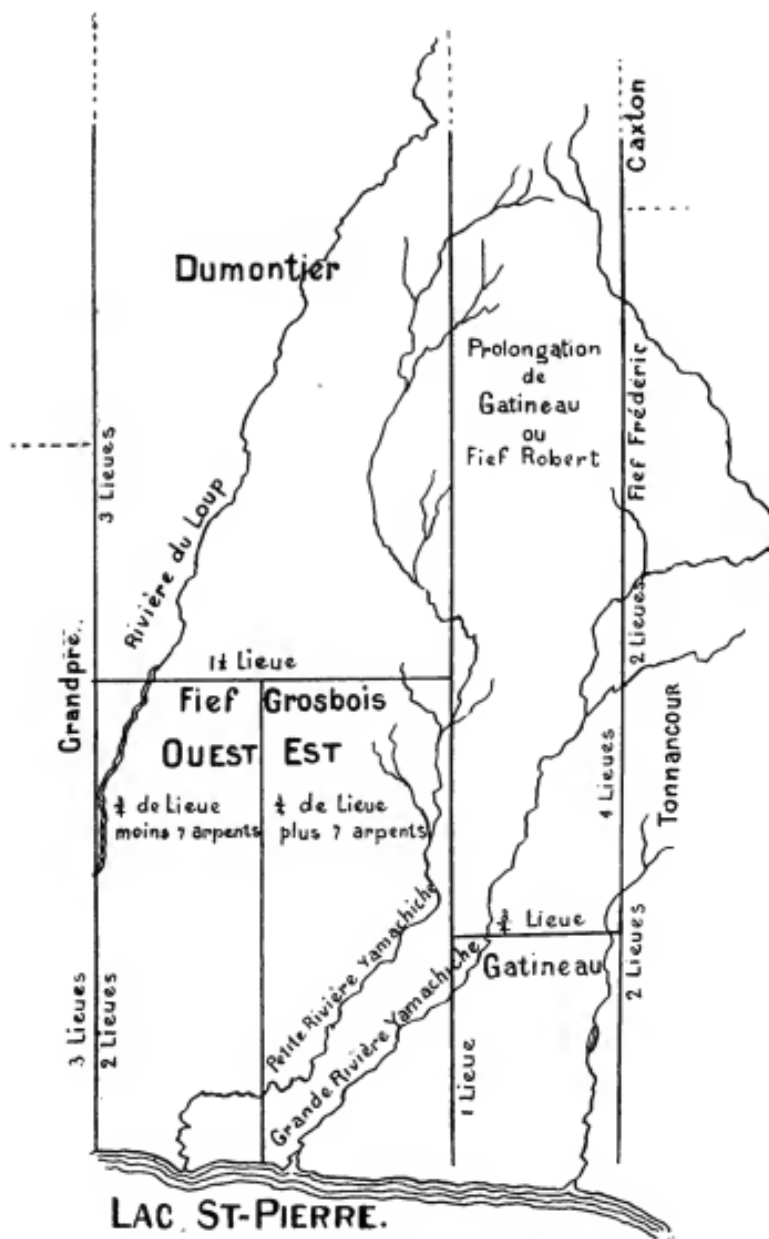 Caxton
Dumontier
Prolongation
de
Gatineau
ou
Fief Robert
Fief Frédéric
3 Lieues
Rivière du Loup
2 Lieues
Grandpré
1½ Lieue
Fief Grosbois
OUEST EST
¾ de Lieue
moins 7 arpents
¾ de Lieue
plus 7 arpents
4 Lieues
Tonnancour
Petite Rivière Yamachiche
¾ Lieue
Gatineau
2 Lieues
Grande Rivière Yamachiche
3 Lieues
2 Lieues
1 Lieue
LAC ST-PIERRE.